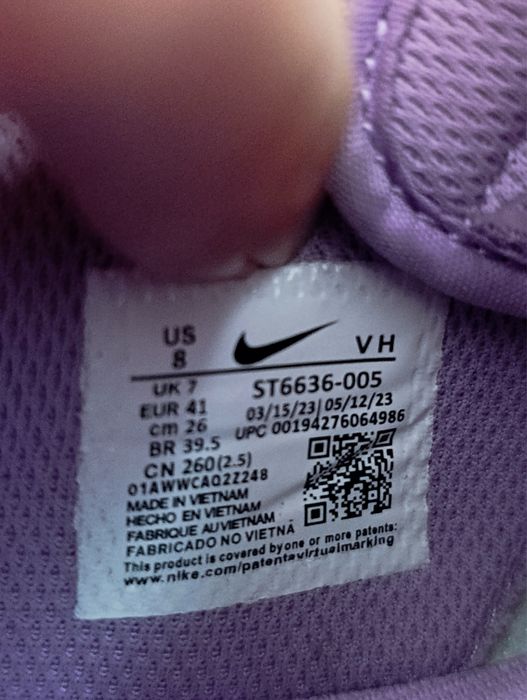 US
8
VH
UK 7
ST6636-005
EUR 41
03/15/23|05/12/23
cm 26
UPC 00194276064986
BR 39.5
CN 260(2.5)
01AWWCAQ2Z248
MADE IN VIETNAM
HECHO EN VIETNAM
FABRIQUE AU VIETNAM
FABRICADO NO VIETNÃ
This product is covered by one or more patents:
www.nike.com/patentsvirtualmarking